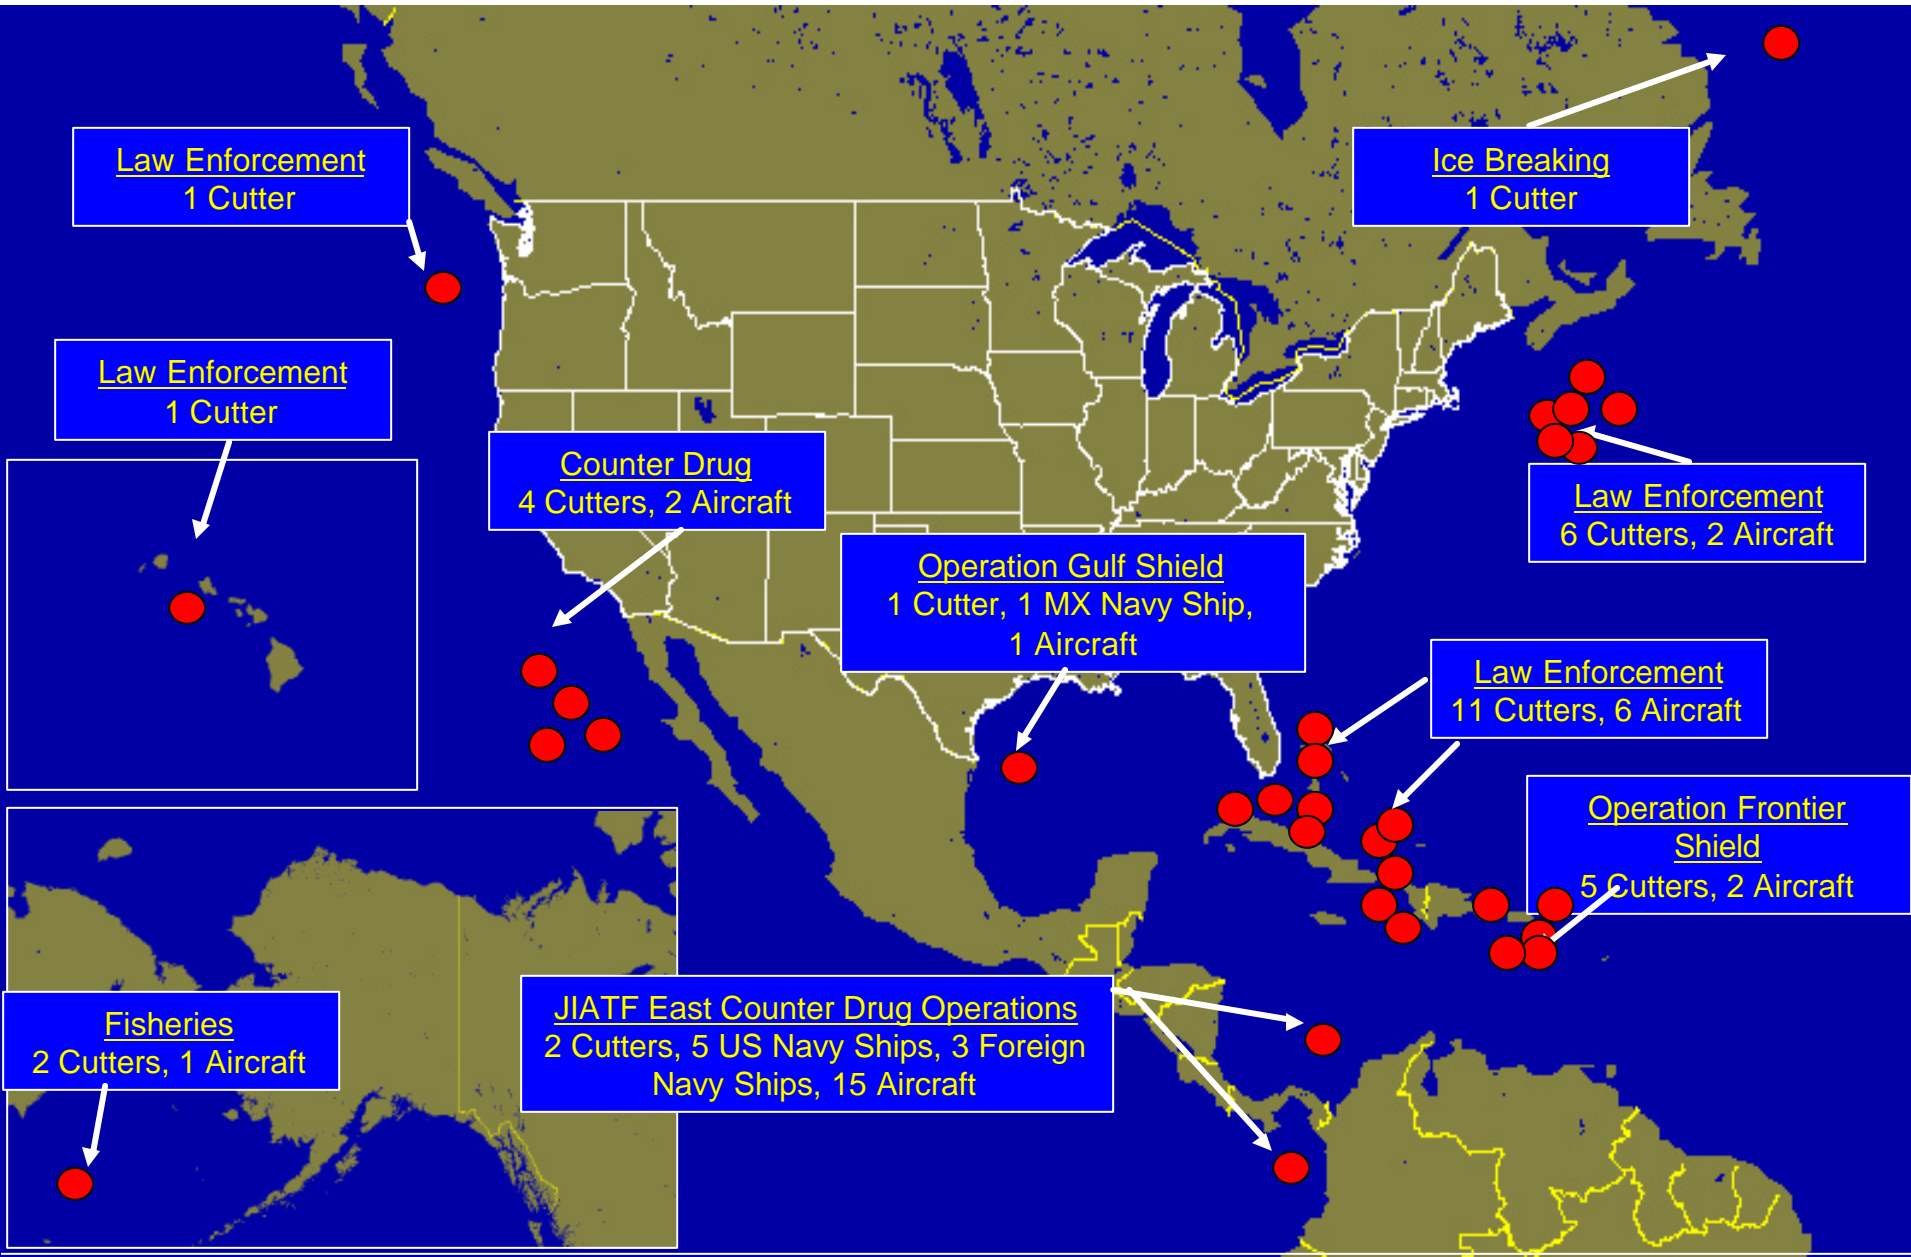 Law Enforcement
1 Cutter
Ice Breaking
1 Cutter
Law Enforcement
1 Cutter
Counter Drug
4 Cutters, 2 Aircraft
Law Enforcement
6 Cutters, 2 Aircraft
Operation Gulf Shield
1 Cutter, 1 MX Navy Ship,
1 Aircraft
Law Enforcement
11 Cutters, 6 Aircraft
Operation Frontier
Shield
5 Cutters, 2 Aircraft
Fisheries
2 Cutters, 1 Aircraft
JIATF East Counter Drug Operations
2 Cutters, 5 US Navy Ships, 3 Foreign
Navy Ships, 15 Aircraft